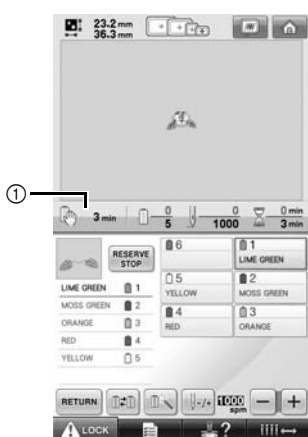 23.2 mm
36.3 mm
①
3 min
0
5
0
1000
0 min
3 min
RESERVE
STOP
LIME GREEN 1
MOSS GREEN 2
ORANGE 3
RED 4
YELLOW 5
6
1
LIME GREEN
5
YELLOW
2
MOSS GREEN
4
RED
3
ORANGE
RETURN
1000
spm
LOCK
?